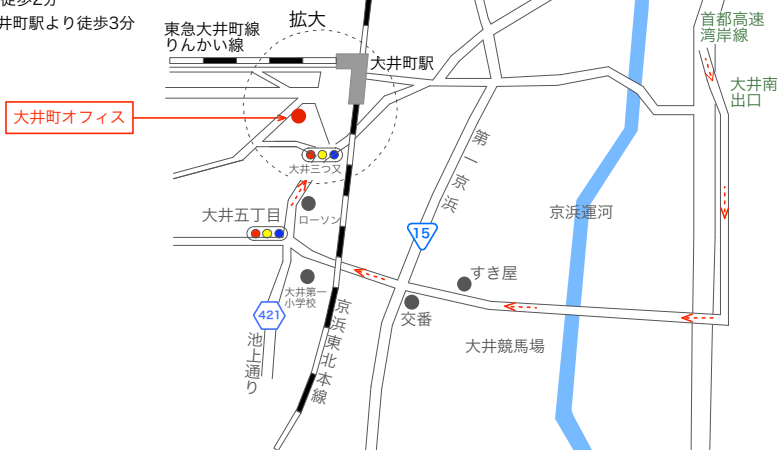 徒歩2分
井町駅より徒歩3分
拡大
東急大井町線
りんかい線
大井町駅
首都高速
湾岸線
大井南
出口
大井町オフィス
大井三つ又
第一京浜
大井五丁目
ローソン
京浜運河
15
すき屋
大井第一
小学校
421
交番
京浜東北本線
池上通り
大井競馬場